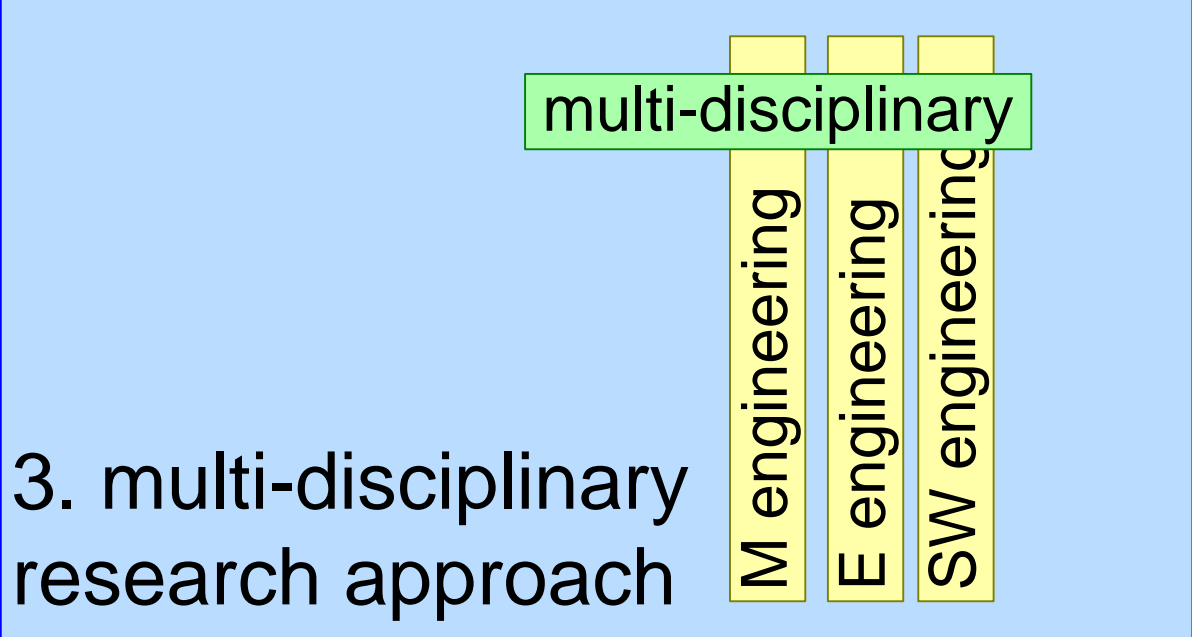 multi-disciplinary
M engineering
E engineering
SW engineering
3. multi-disciplinary
research approach